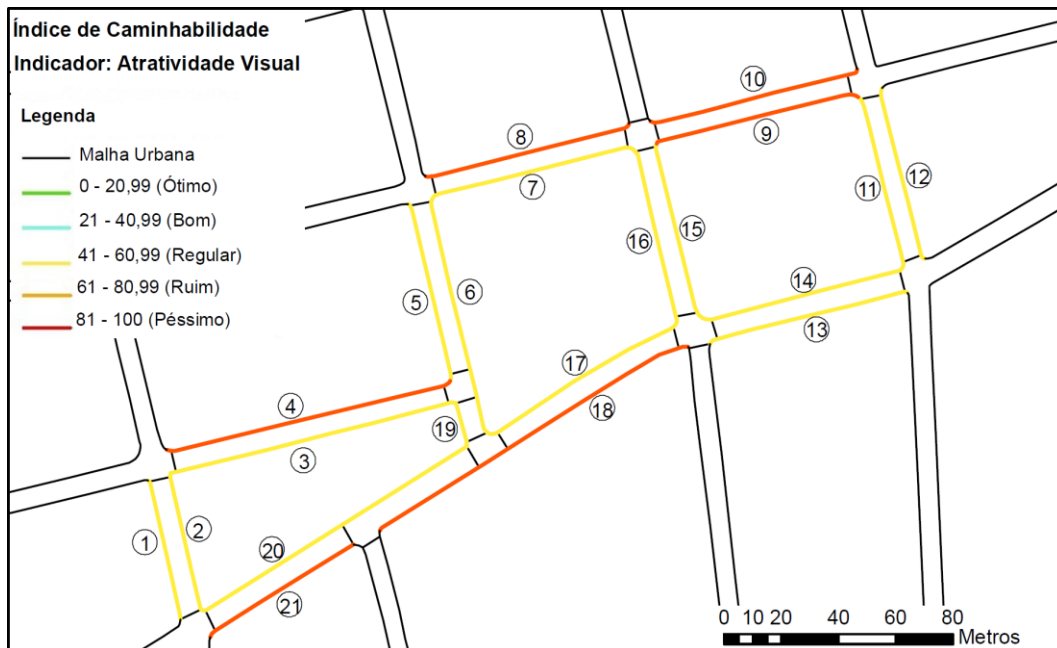 Índice de Caminhabilidade
Indicador: Atratividade Visual
Legenda
Malha Urbana
0 - 20,99 (Ótimo)
21 - 40,99 (Bom)
41 - 60,99 (Regular)
61 - 80,99 (Ruim)
81 - 100 (Péssimo)
10
8
9
7
11
12
16
15
5
6
14
13
17
4
18
19
3
1
2
20
21
0 10 20 40 60 80
Metros